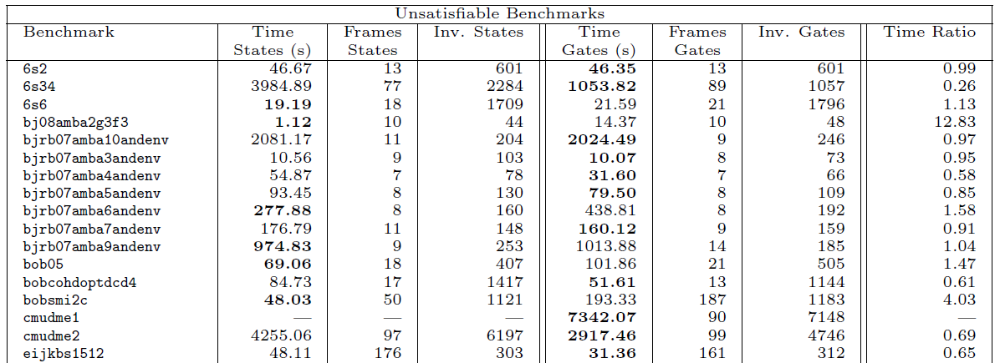 Unsatisfiable Benchmarks
Benchmark Time Frames Inv. States Time Frames Inv. Gates Time Ratio
States (s) States Gates (s) Gates
6s2 46.67 13 601 46.35 13 601 0.99
6s34 3984.89 77 2284 1053.82 89 1057 0.26
6s6 19.19 18 1709 21.59 21 1796 1.13
bj08amba2g3f3 1.12 10 44 14.37 10 48 12.83
bjrb07amba10andenv 2081.17 11 204 2024.49 9 246 0.97
bjrb07amba3andenv 10.56 9 103 10.07 8 73 0.95
bjrb07amba4andenv 54.87 7 78 31.60 7 66 0.58
bjrb07amba5andenv 93.45 8 130 79.50 8 109 0.85
bjrb07amba6andenv 277.88 8 160 438.81 8 192 1.58
bjrb07amba7andenv 176.79 11 148 160.12 9 159 0.91
bjrb07amba9andenv 974.83 9 253 1013.88 14 185 1.04
bob05 69.06 18 407 101.86 21 505 1.47
bobcohdoptdcd4 84.73 17 1417 51.61 13 1144 0.61
bobsmi2c 48.03 50 1121 193.33 187 1183 4.03
cmudme1 — — — 7342.07 90 7148 —
cmudme2 4255.06 97 6197 2917.46 99 4746 0.69
eijkbs1512 48.11 176 303 31.36 161 312 0.65